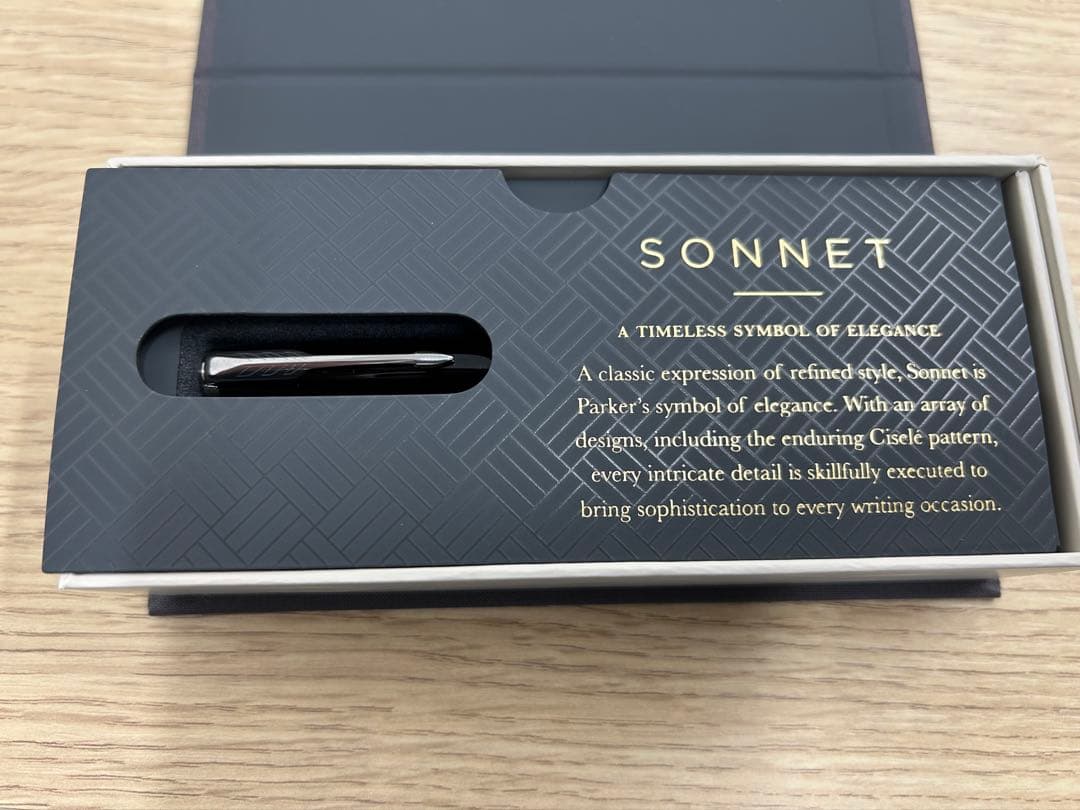 SONNET
A TIMELESS SYMBOL OF ELEGANCE
A classic expression of refined style, Sonnet is
Parker's symbol of elegance. With an array of
designs, including the enduring Ciselé pattern,
every intricate detail is skillfully executed to
bring sophistication to every writing occasion.